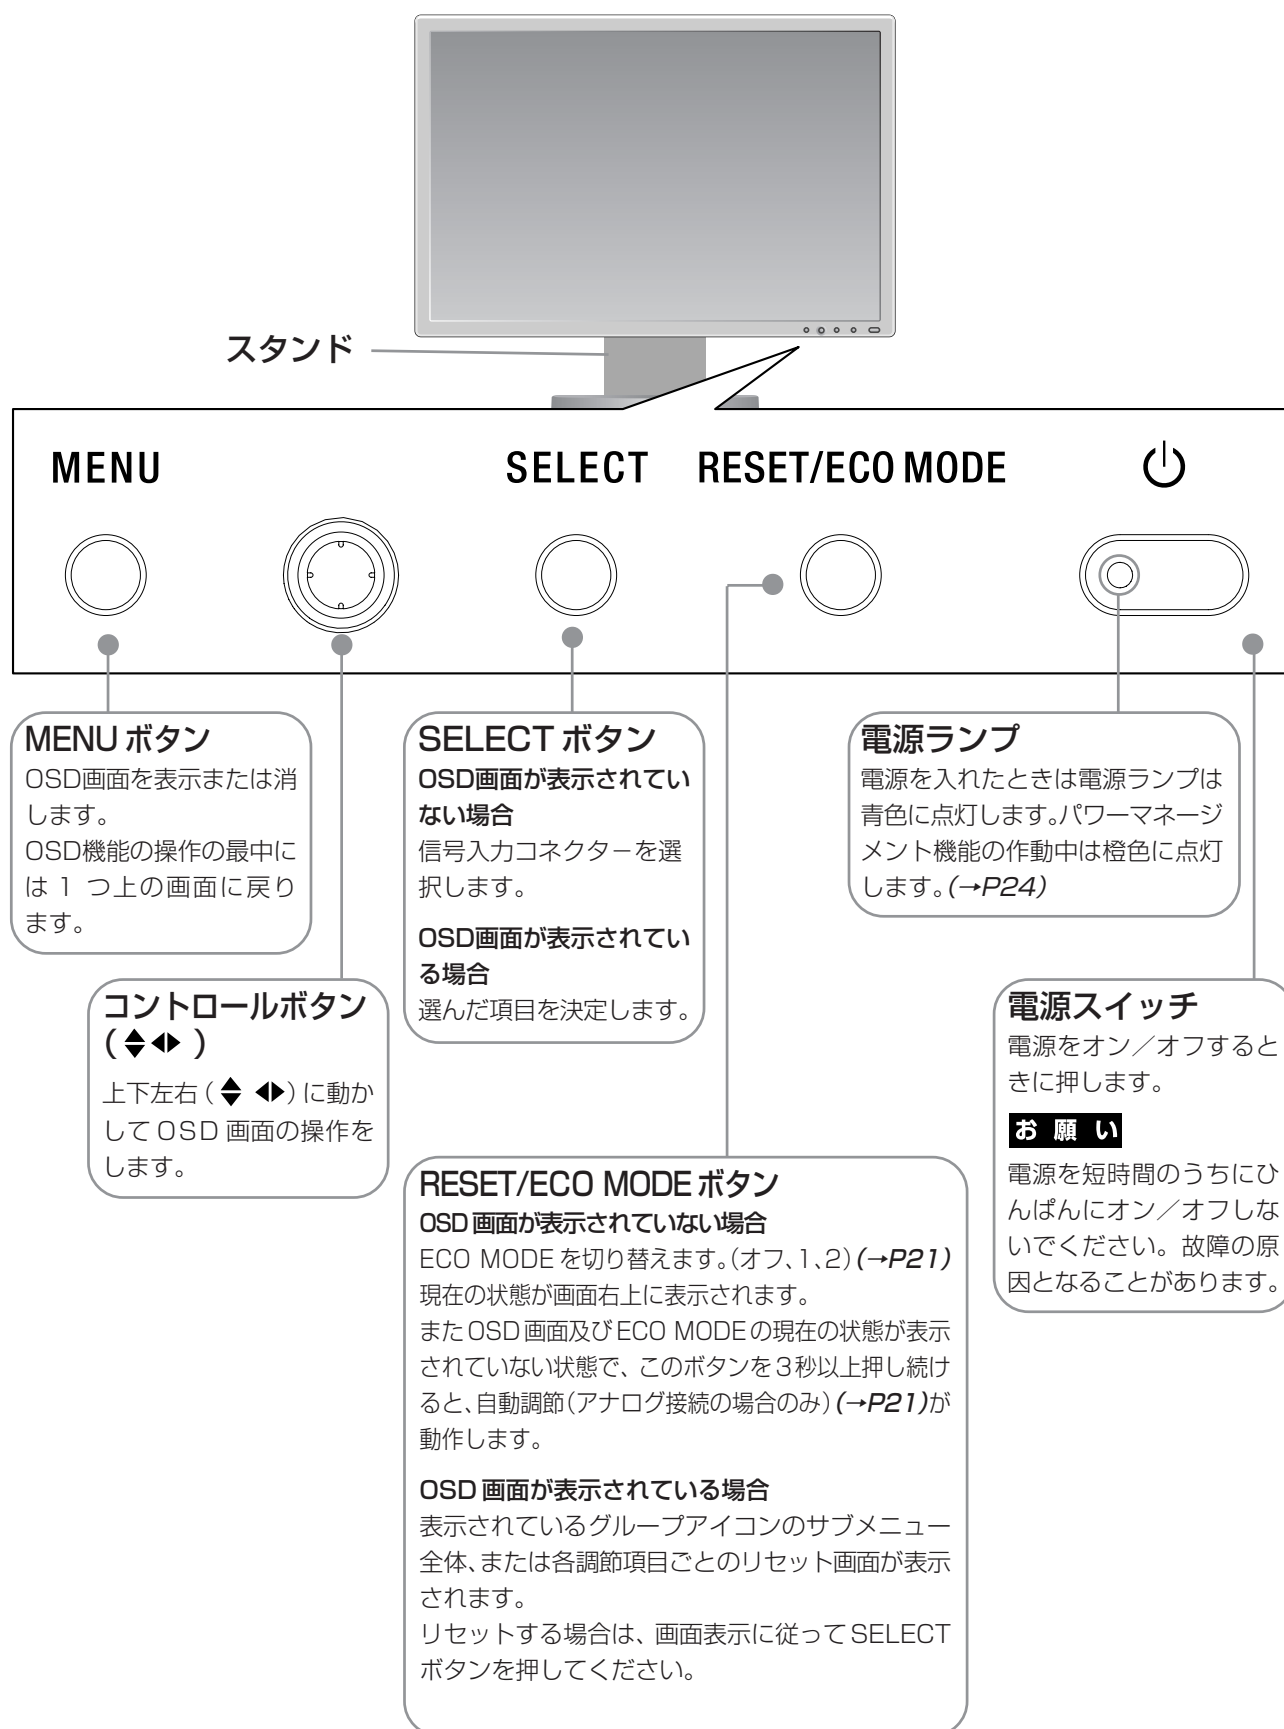 スタンド
MENU
SELECT
RESET/ECO MODE
MENU ボタン
OSD画面を表示または消
します。
OSD機能の操作の最中に
は 1 つ上の画面に戻り
ます。
コントロールボタン
( )
上下左右 ( ) に動か
して OSD 画面の操作を
します。
SELECT ボタン
OSD画面が表示されてい
ない場合
信号入力コネクターを選
択します。
OSD画面が表示されてい
る場合
選んだ項目を決定します。
RESET/ECO MODE ボタン
OSD 画面が表示されていない場合
ECO MODE を切り替えます。(オフ、1、2) (→P21)
現在の状態が画面右上に表示されます。
また OSD 画面及び ECO MODE の現在の状態が表示
されていない状態で、このボタンを3秒以上押し続け
ると、自動調節(アナログ接続の場合のみ) (→P21)が
動作します。
OSD 画面が表示されている場合
表示されているグループアイコンのサブメニュー
全体、または各調節項目ごとのリセット画面が表示
されます。
リセットする場合は、画面表示に従って SELECT
ボタンを押してください。
電源ランプ
電源を入れたときは電源ランプは
青色に点灯します。パワーマネージ
メント機能の作動中は橙色に点灯
します。(→P24)
電源スイッチ
電源をオン／オフすると
きに押します。
お 願 い
電源を短時間のうちにひ
んぱんにオン／オフしな
いでください。故障の原
因となることがあります。